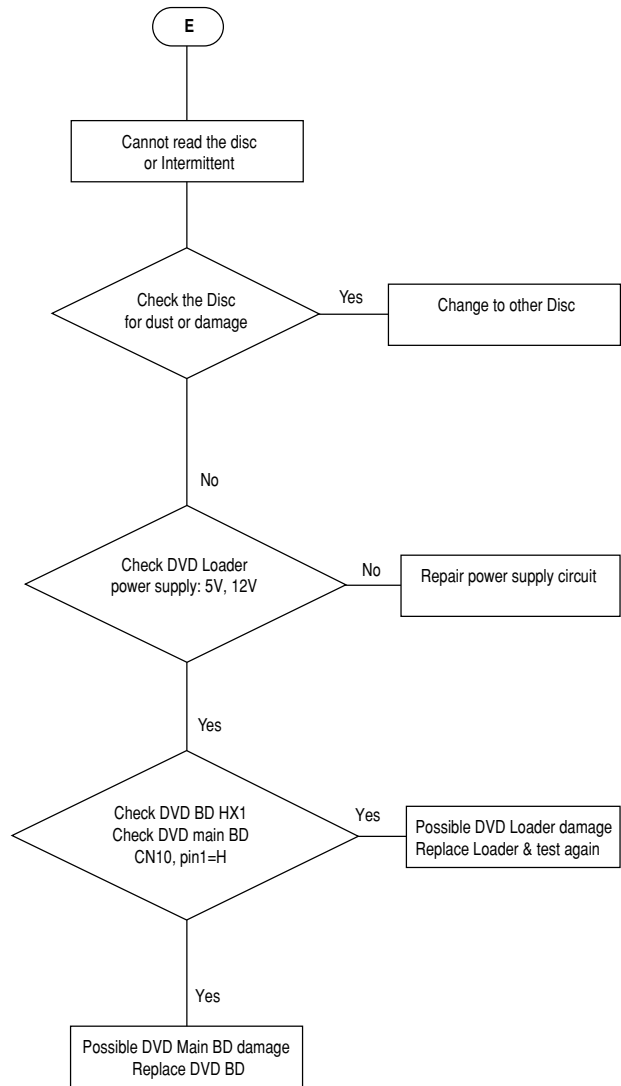 E
Cannot read the disc
or Intermittent
Check the Disc
for dust or damage
Yes
Change to other Disc
No
Check DVD Loader
power supply: 5V, 12V
No
Repair power supply circuit
Yes
Check DVD BD HX1
Check DVD main BD
CN10, pin1=H
Yes
Possible DVD Loader damage
Replace Loader & test again
Yes
Possible DVD Main BD damage
Replace DVD BD